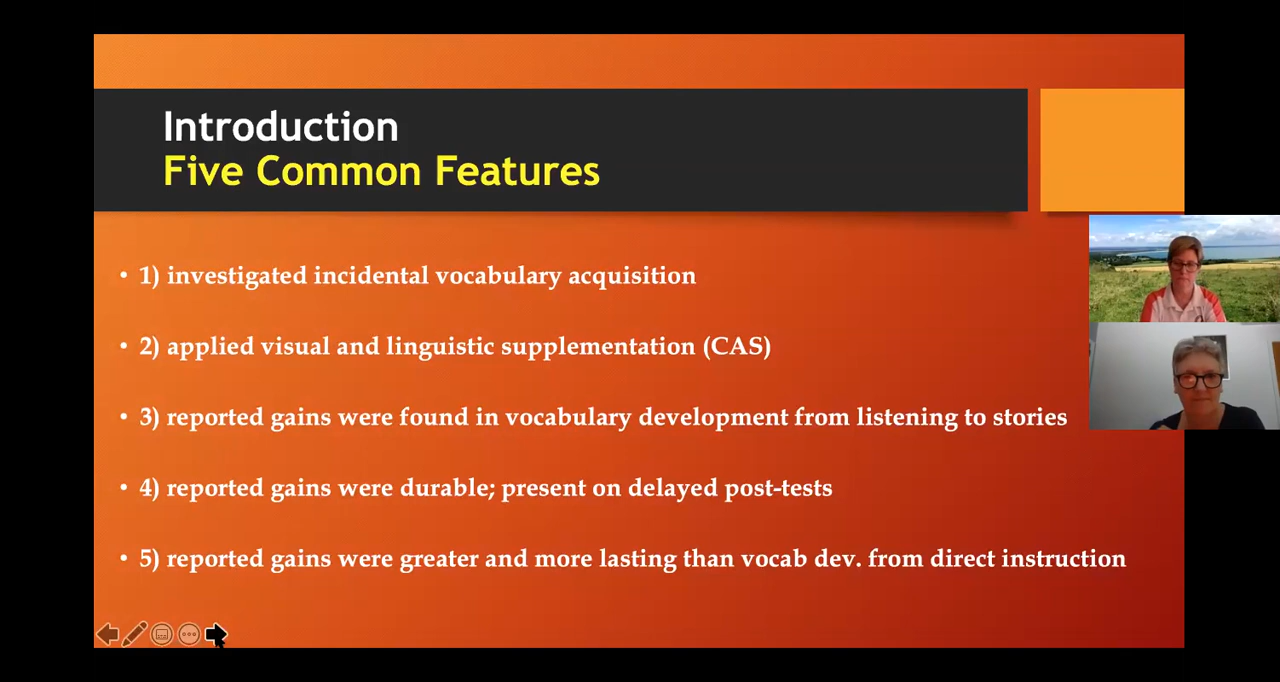 Introduction
Five Common Features
• 1) investigated incidental vocabulary acquisition
• 2) applied visual and linguistic supplementation (CAS)
• 3) reported gains were found in vocabulary development from listening to stories
• 4) reported gains were durable; present on delayed post-tests
• 5) reported gains were greater and more lasting than vocab dev. from direct instruction